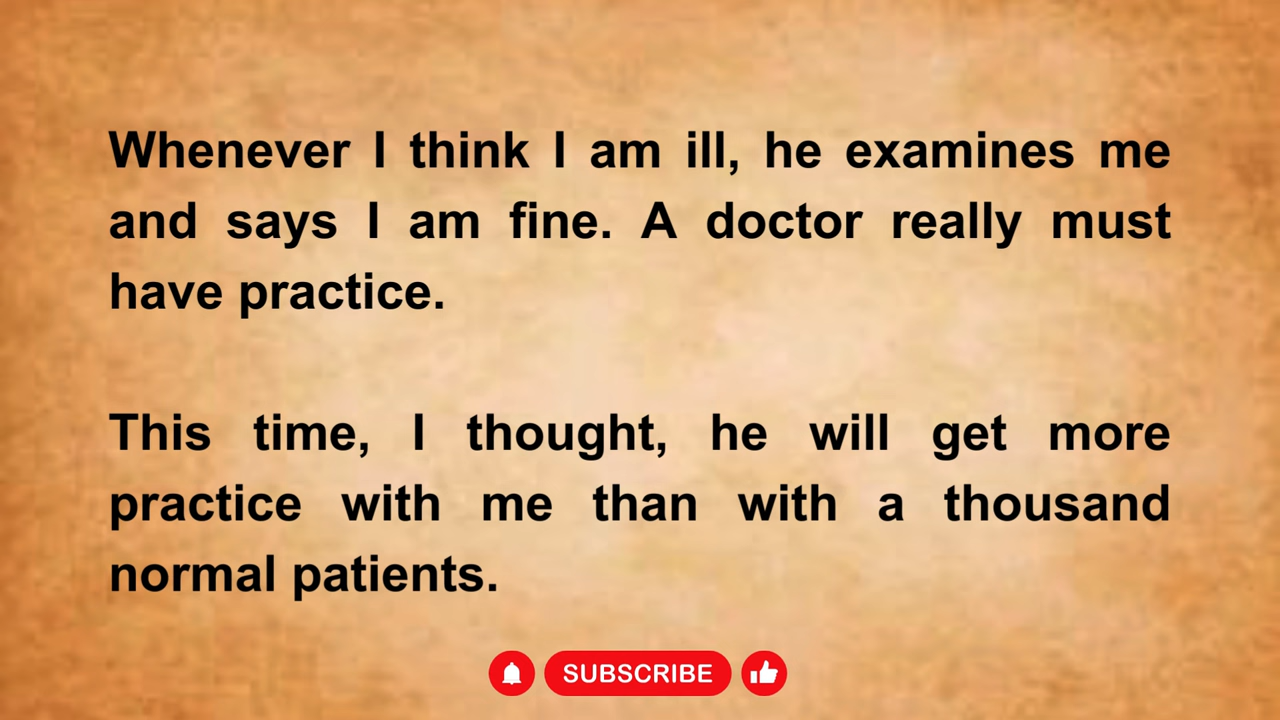 Whenever I think I am ill, he examines me
and says I am fine. A doctor really must
have practice.
This time, I thought, he will get more
practice with me than with a thousand
normal patients.
SUBSCRIBE